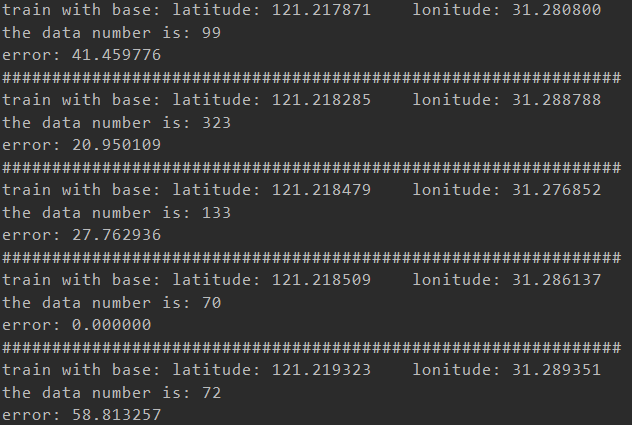 train with base: latitude: 121.217871    lonitude: 31.280800
the data number is: 99
error: 41.459776
##############################################################
train with base: latitude: 121.218285    lonitude: 31.288788
the data number is: 323
error: 20.950109
##############################################################
train with base: latitude: 121.218479    lonitude: 31.276852
the data number is: 133
error: 27.762936
##############################################################
train with base: latitude: 121.218509    lonitude: 31.286137
the data number is: 70
error: 0.000000
##############################################################
train with base: latitude: 121.219323    lonitude: 31.289351
the data number is: 72
error: 58.813257